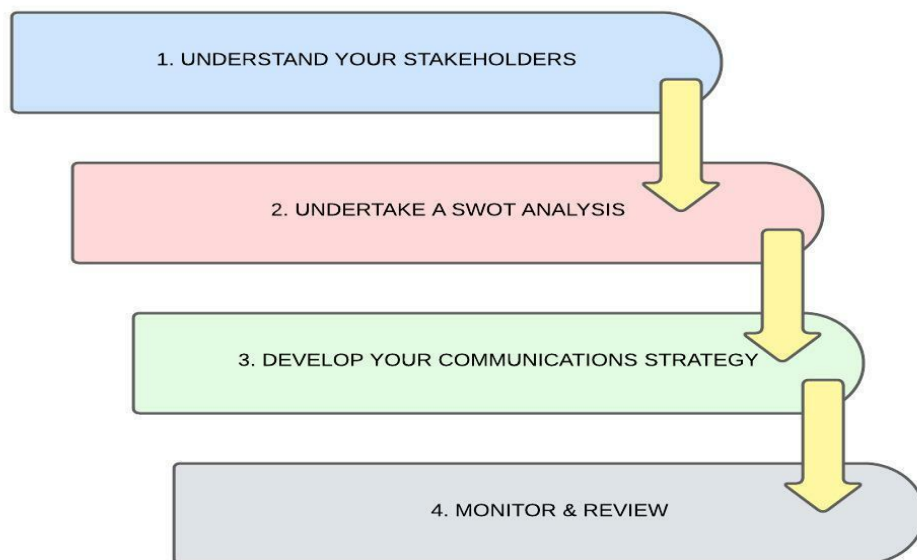 1. UNDERSTAND YOUR STAKEHOLDERS
2. UNDERTAKE A SWOT ANALYSIS
3. DEVELOP YOUR COMMUNICATIONS STRATEGY
4. MONITOR & REVIEW